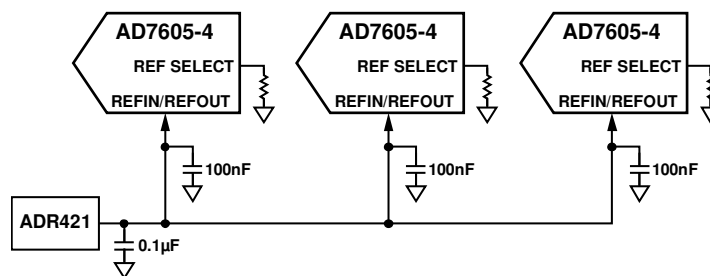 AD7605-4
REF SELECT
REFIN/REFOUT
100nF
AD7605-4
REF SELECT
REFIN/REFOUT
100nF
AD7605-4
REF SELECT
REFIN/REFOUT
100nF
ADR421
0.1µF